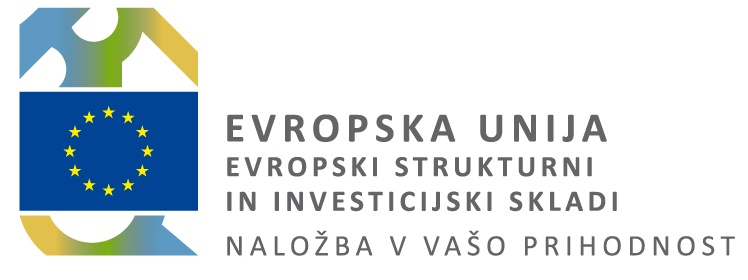 EVROPSKA UNIJA
EVROPSKI STRUKTURNI
IN INVESTICIJSKI SKLADI
NALOŽBA V VAŠO PRIHODNOST